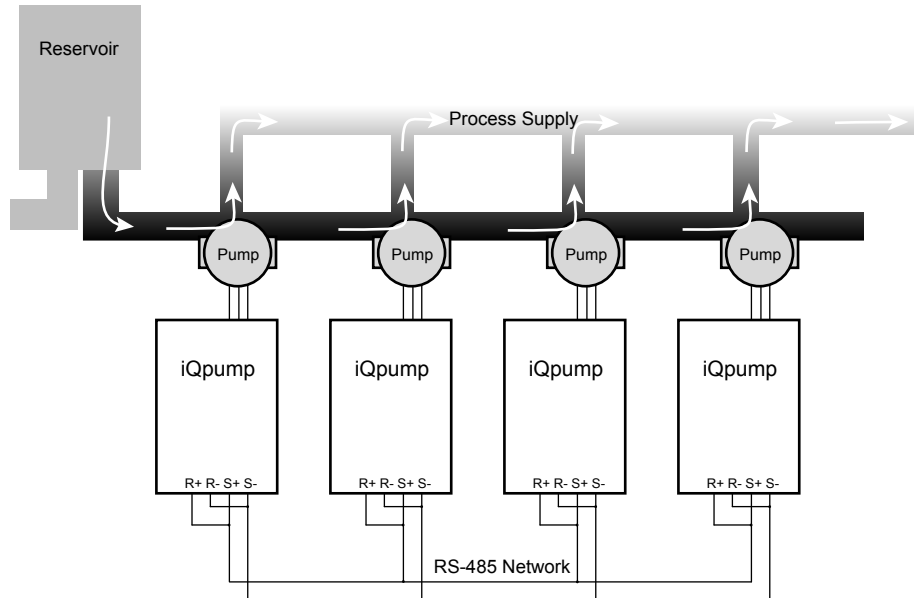 Reservoir
Process Supply
Pump
Pump
Pump
Pump
iQpump
iQpump
iQpump
iQpump
R+ R- S+ S-
R+ R- S+ S-
R+ R- S+ S-
R+ R- S+ S-
RS-485 Network